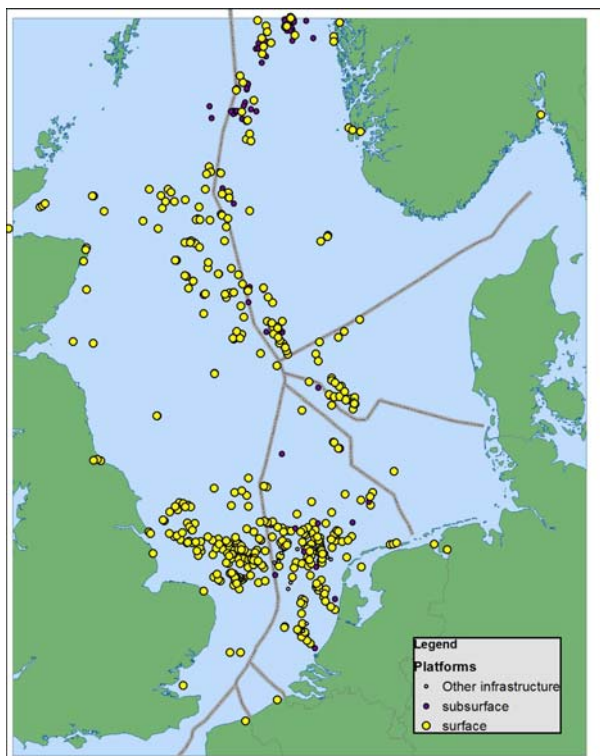 Legend
Platforms
Other infrastructure
subsurface
surface